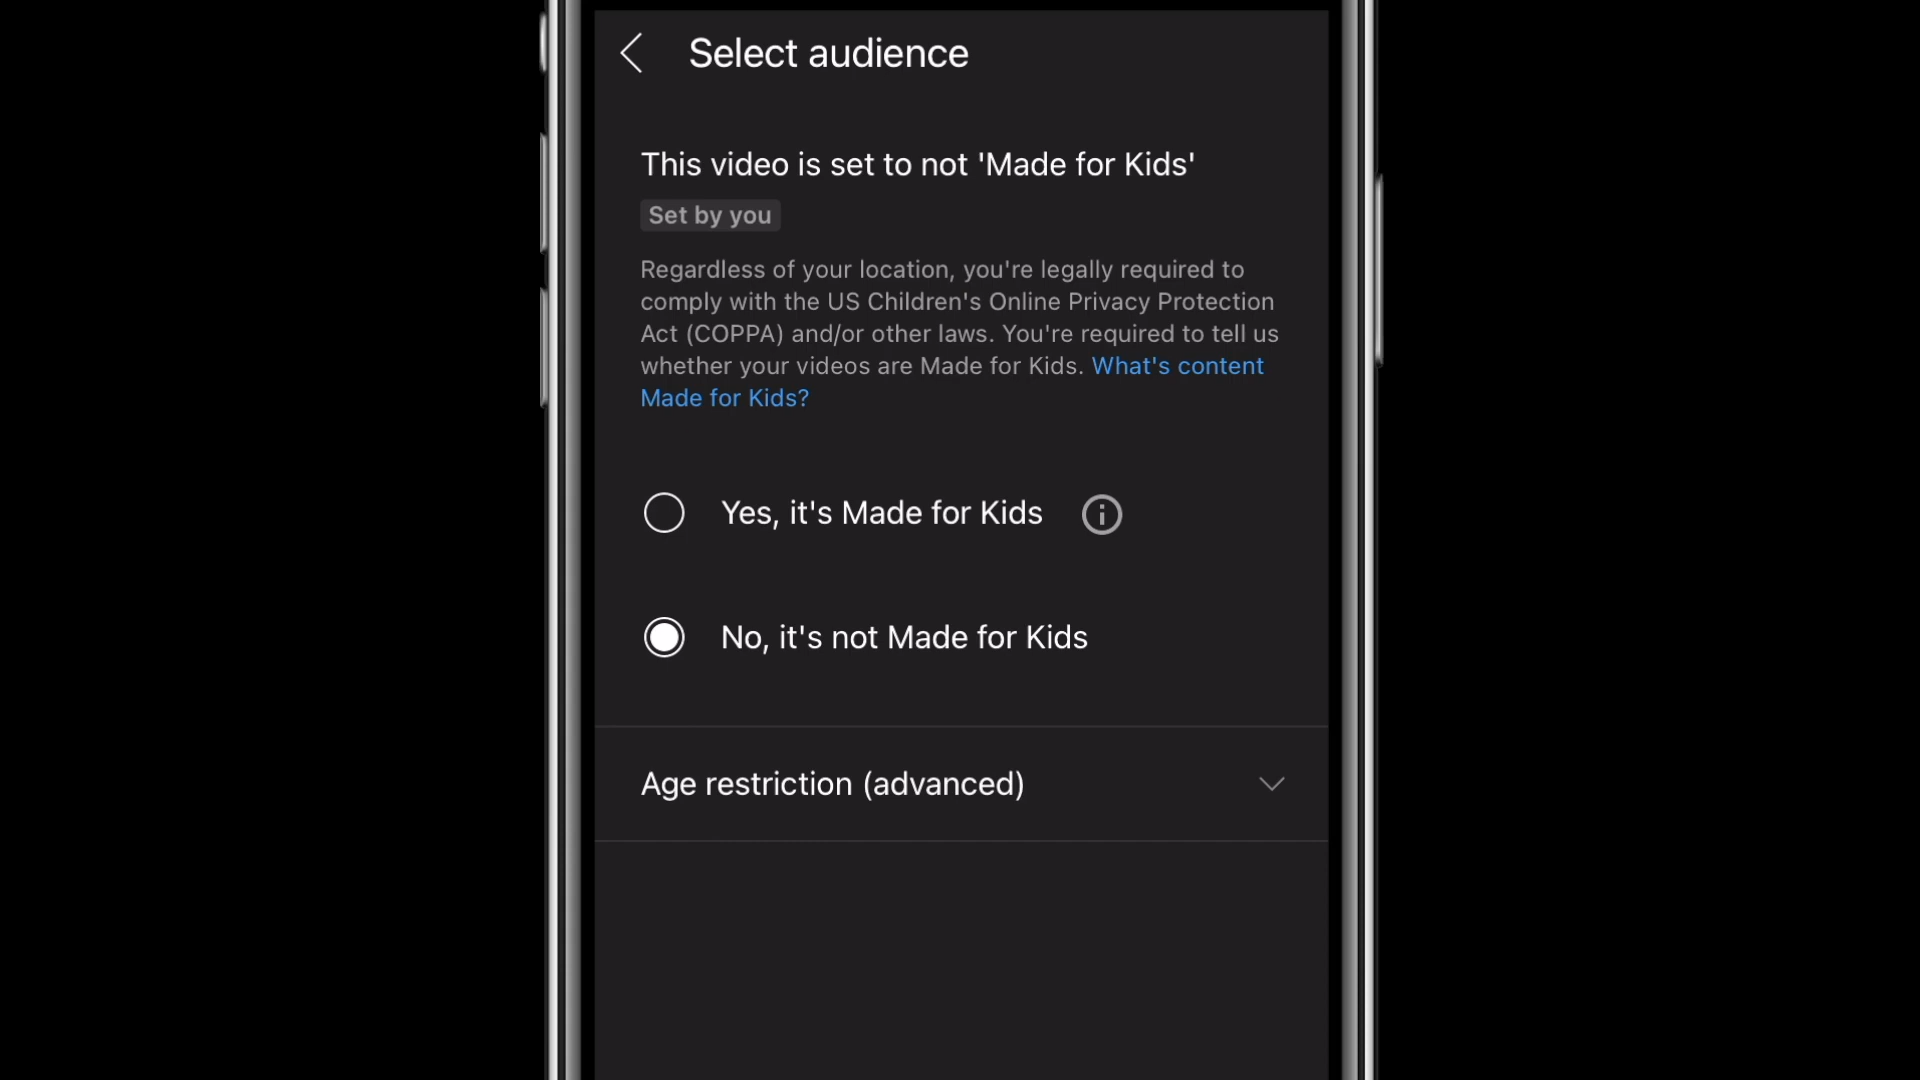 Select audience
This video is set to not 'Made for Kids'
Set by you
Regardless of your location, you're legally required to
comply with the US Children's Online Privacy Protection
Act (COPPA) and/or other laws. You're required to tell us
whether your videos are Made for Kids. What's content
Made for Kids?
Yes, it's Made for Kids
No, it's not Made for Kids
Age restriction (advanced)